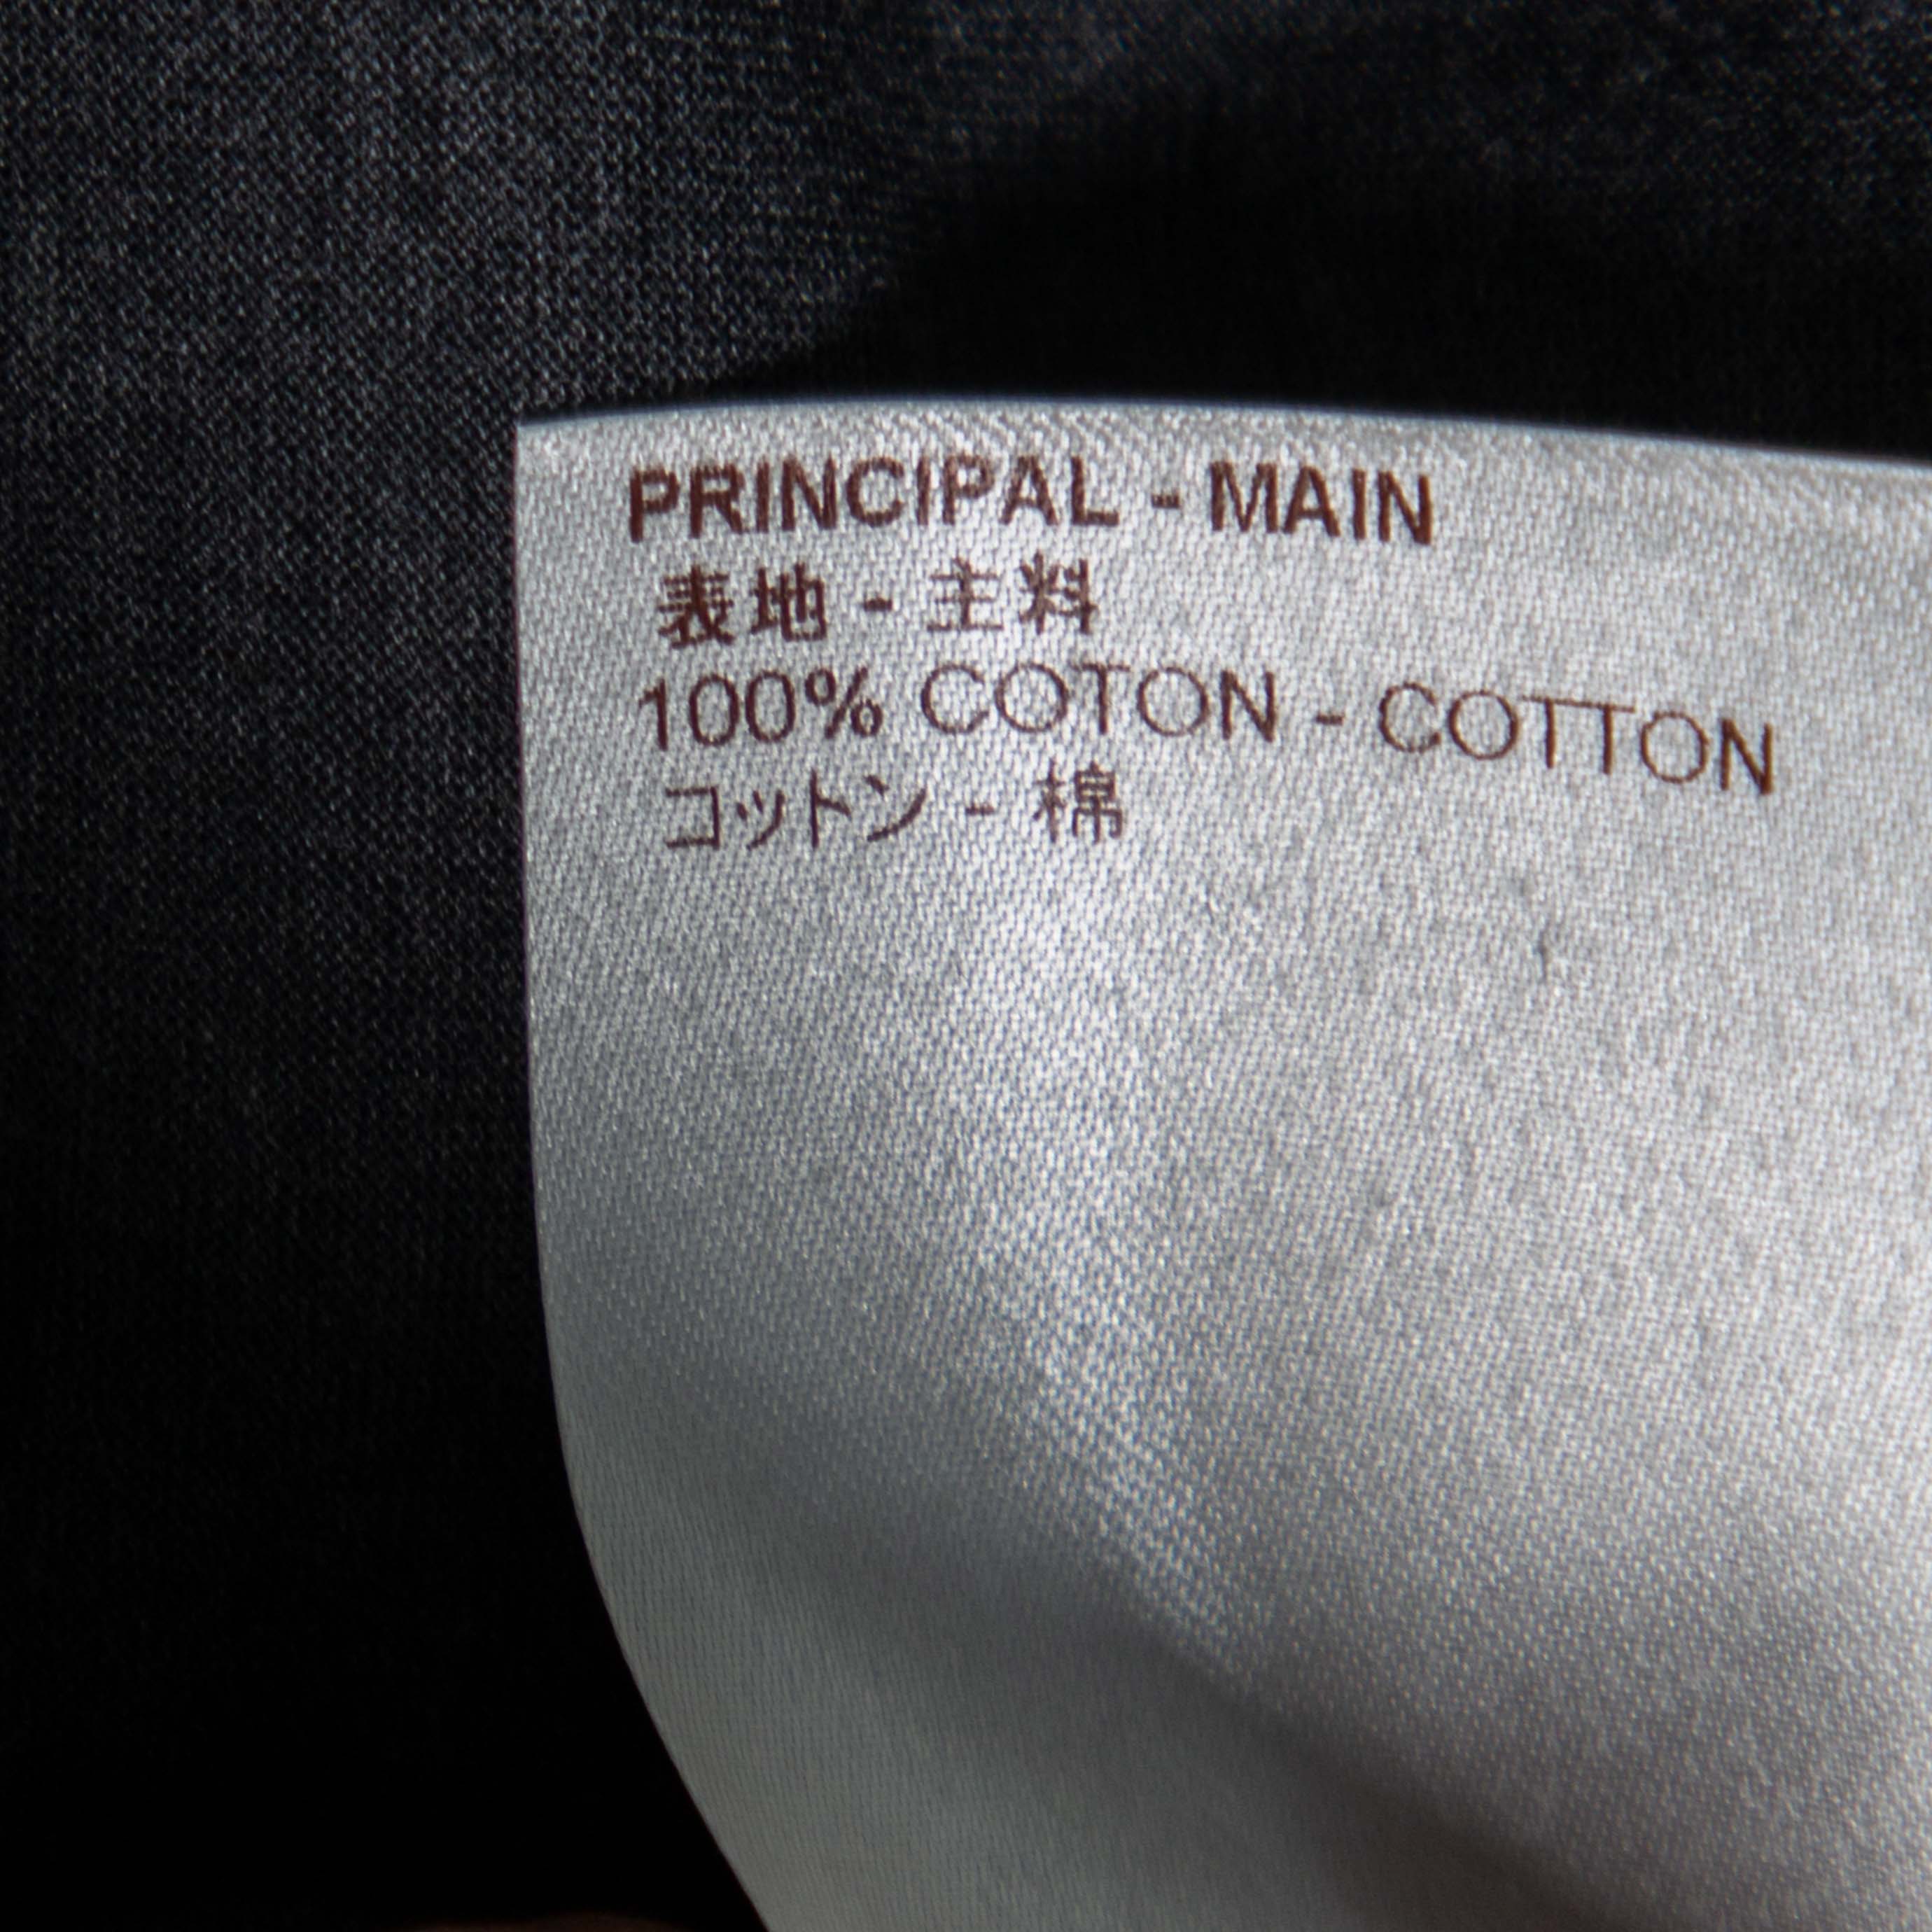 PRINCIPAL - MAIN
表地 - 主料
100% COTON - COTTON
コットン - 棉